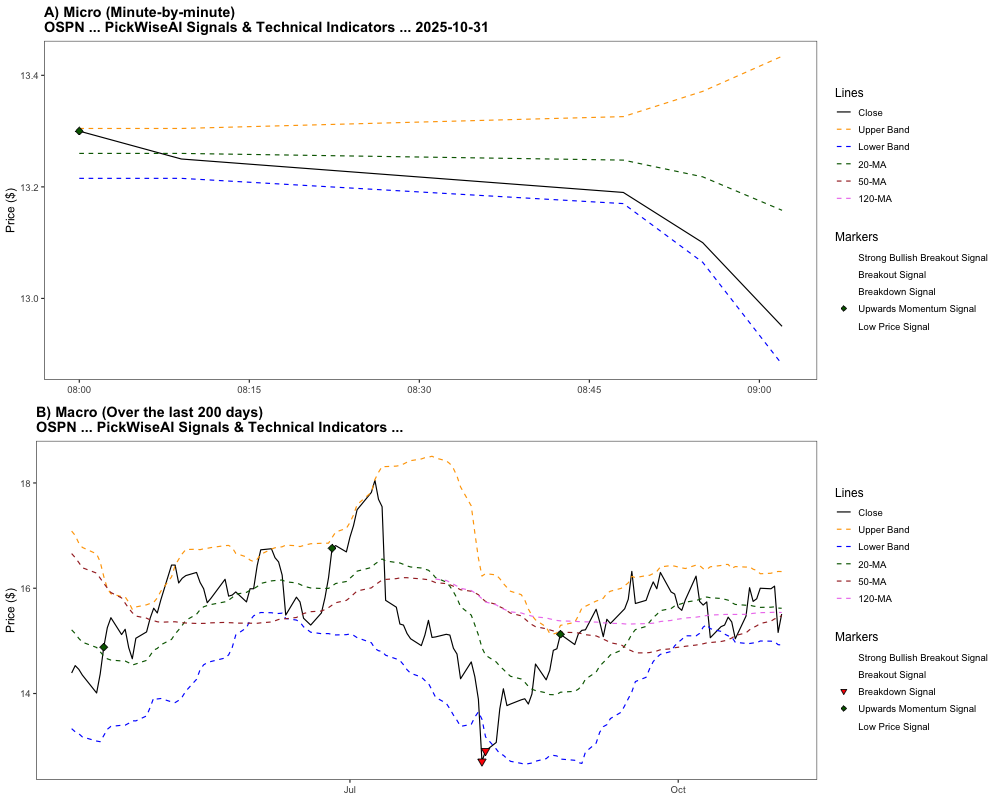 A) Micro (Minute-by-minute)
OSPN ... PickWiseAI Signals & Technical Indicators ... 2025-10-31
Price ($)
13.4
13.2
13.0
08:00
08:15
08:30
08:45
09:00
Lines
Close
Upper Band
Lower Band
20-MA
50-MA
120-MA
Markers
Strong Bullish Breakout Signal
Breakout Signal
Breakdown Signal
Upwards Momentum Signal
Low Price Signal
B) Macro (Over the last 200 days)
OSPN ... PickWiseAI Signals & Technical Indicators ...
Price ($)
18
16
14
Jul
Oct
Lines
Close
Upper Band
Lower Band
20-MA
50-MA
120-MA
Markers
Strong Bullish Breakout Signal
Breakout Signal
Breakdown Signal
Upwards Momentum Signal
Low Price Signal